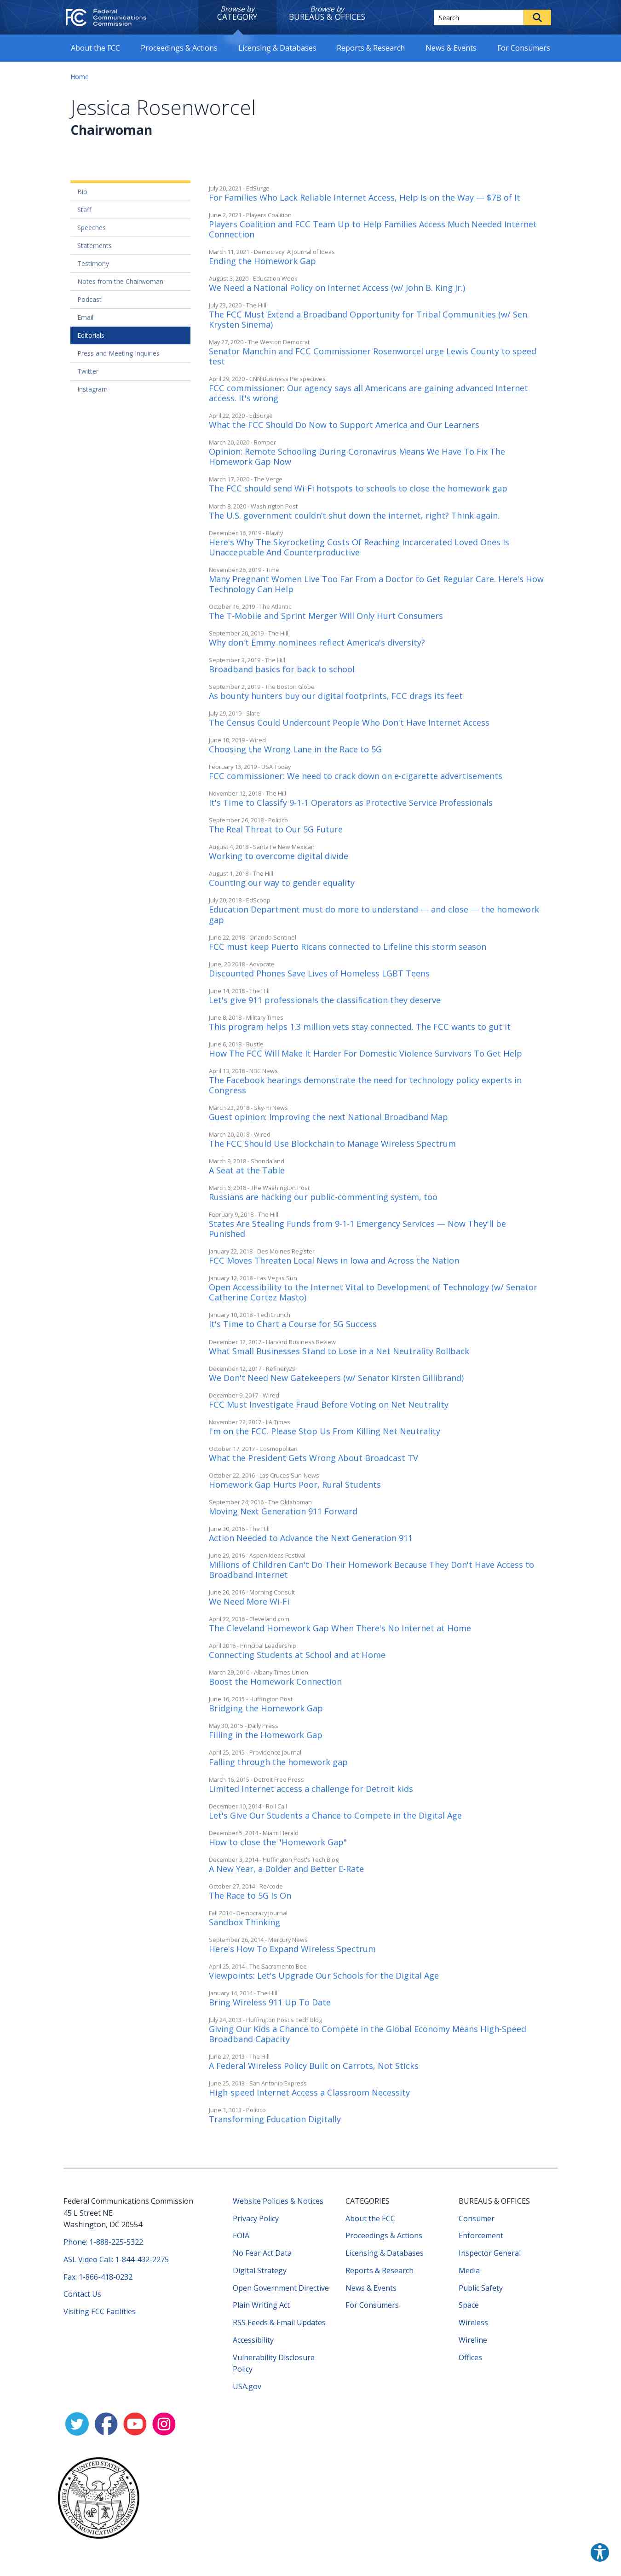 FC Federal Communications Commission
Browse by CATEGORY
Browse by BUREAUS & OFFICES
Search
About the FCC
Proceedings & Actions
Licensing & Databases
Reports & Research
News & Events
For Consumers
Home
Jessica Rosenworcel
Chairwoman
Bio
Staff
Speeches
Statements
Testimony
Notes from the Chairwoman
Podcast
Email
Editorials
Press and Meeting Inquiries
Twitter
Instagram
July 20, 2021 - EdSurge
For Families Who Lack Reliable Internet Access, Help Is on the Way — $7B of It
June 2, 2021 - Players Coalition
Players Coalition and FCC Team Up to Help Families Access Much Needed Internet
Connection
March 11, 2021 - Democracy: A Journal of Ideas
Ending the Homework Gap
August 3, 2020 - Education Week
We Need a National Policy on Internet Access (w/ John B. King Jr.)
July 23, 2020 - The Hill
The FCC Must Extend a Broadband Opportunity for Tribal Communities (w/ Sen.
Krysten Sinema)
May 27, 2020 - The Weston Democrat
Senator Manchin and FCC Commissioner Rosenworcel urge Lewis County to speed
test
April 29, 2020 - CNN Business Perspectives
FCC commissioner: Our agency says all Americans are gaining advanced Internet
access. It's wrong
April 22, 2020 - EdSurge
What the FCC Should Do Now to Support America and Our Learners
March 20, 2020 - Romper
Opinion: Remote Schooling During Coronavirus Means We Have To Fix The
Homework Gap Now
March 17, 2020 - The Verge
The FCC should send Wi-Fi hotspots to schools to close the homework gap
March 8, 2020 - Washington Post
The U.S. government couldn't shut down the internet, right? Think again.
December 16, 2019 - Blavity
Here's Why The Skyrocketing Costs Of Reaching Incarcerated Loved Ones Is
Unacceptable And Counterproductive
November 26, 2019 - Time
Many Pregnant Women Live Too Far From a Doctor to Get Regular Care. Here's How
Technology Can Help
October 16, 2019 - The Atlantic
The T-Mobile and Sprint Merger Will Only Hurt Consumers
September 20, 2019 - The Hill
Why don't Emmy nominees reflect America's diversity?
September 3, 2019 - The Hill
Broadband basics for back to school
September 2, 2019 - The Boston Globe
As bounty hunters buy our digital footprints, FCC drags its feet
July 29, 2019 - Slate
The Census Could Undercount People Who Don't Have Internet Access
June 10, 2019 - Wired
Choosing the Wrong Lane in the Race to 5G
February 13, 2019 - USA Today
FCC commissioner: We need to crack down on e-cigarette advertisements
November 12, 2018 - The Hill
It's Time to Classify 9-1-1 Operators as Protective Service Professionals
September 26, 2018 - Politico
The Real Threat to Our 5G Future
August 4, 2018 - Santa Fe New Mexican
Working to overcome digital divide
August 1, 2018 - The Hill
Counting our way to gender equality
July 20, 2018 - EdScoop
Education Department must do more to understand — and close — the homework
gap
June 22, 2018 - Orlando Sentinel
FCC must keep Puerto Ricans connected to Lifeline this storm season
June, 20 2018 - Advocate
Discounted Phones Save Lives of Homeless LGBT Teens
June 14, 2018 - The Hill
Let's give 911 professionals the classification they deserve
June 8, 2018 - Military Times
This program helps 1.3 million vets stay connected. The FCC wants to gut it
June 6, 2018 - Bustle
How The FCC Will Make It Harder For Domestic Violence Survivors To Get Help
April 13, 2018 - NBC News
The Facebook hearings demonstrate the need for technology policy experts in
Congress
March 23, 2018 - Sky-Hi News
Guest opinion: Improving the next National Broadband Map
March 20, 2018 - Wired
The FCC Should Use Blockchain to Manage Wireless Spectrum
March 9, 2018 - Shondaland
A Seat at the Table
March 6, 2018 - The Washington Post
Russians are hacking our public-commenting system, too
February 9, 2018 - The Hill
States Are Stealing Funds from 9-1-1 Emergency Services — Now They'll be
Punished
January 22, 2018 - Des Moines Register
FCC Moves Threaten Local News in Iowa and Across the Nation
January 12, 2018 - Las Vegas Sun
Open Accessibility to the Internet Vital to Development of Technology (w/ Senator
Catherine Cortez Masto)
January 10, 2018 - TechCrunch
It's Time to Chart a Course for 5G Success
December 12, 2017 - Harvard Business Review
What Small Businesses Stand to Lose in a Net Neutrality Rollback
December 12, 2017 - Refinery29
We Don't Need New Gatekeepers (w/ Senator Kirsten Gillibrand)
December 9, 2017 - Wired
FCC Must Investigate Fraud Before Voting on Net Neutrality
November 22, 2017 - LA Times
I'm on the FCC. Please Stop Us From Killing Net Neutrality
October 17, 2017 - Cosmopolitan
What the President Gets Wrong About Broadcast TV
October 22, 2016 - Las Cruces Sun-News
Homework Gap Hurts Poor, Rural Students
September 24, 2016 - The Oklahoman
Moving Next Generation 911 Forward
June 30, 2016 - The Hill
Action Needed to Advance the Next Generation 911
June 29, 2016 - Aspen Ideas Festival
Millions of Children Can't Do Their Homework Because They Don't Have Access to
Broadband Internet
June 20, 2016 - Morning Consult
We Need More Wi-Fi
April 22, 2016 - Cleveland.com
The Cleveland Homework Gap When There's No Internet at Home
April 2016 - Principal Leadership
Connecting Students at School and at Home
March 29, 2016 - Albany Times Union
Boost the Homework Connection
June 16, 2015 - Huffington Post
Bridging the Homework Gap
May 30, 2015 - Daily Press
Filling in the Homework Gap
April 25, 2015 - Providence Journal
Falling through the homework gap
March 16, 2015 - Detroit Free Press
Limited Internet access a challenge for Detroit kids
December 10, 2014 - Roll Call
Let's Give Our Students a Chance to Compete in the Digital Age
December 5, 2014 - Miami Herald
How to close the "Homework Gap"
December 3, 2014 - Huffington Post's Tech Blog
A New Year, a Bolder and Better E-Rate
October 27, 2014 - Re/code
The Race to 5G Is On
Fall 2014 - Democracy Journal
Sandbox Thinking
September 26, 2014 - Mercury News
Here's How To Expand Wireless Spectrum
April 25, 2014 - The Sacramento Bee
Viewpoints: Let's Upgrade Our Schools for the Digital Age
January 14, 2014 - The Hill
Bring Wireless 911 Up To Date
July 24, 2013 - Huffington Post's Tech Blog
Giving Our Kids a Chance to Compete in the Global Economy Means High-Speed
Broadband Capacity
June 27, 2013 - The Hill
A Federal Wireless Policy Built on Carrots, Not Sticks
June 25, 2013 - San Antonio Express
High-speed Internet Access a Classroom Necessity
June 3, 3013 - Politico
Transforming Education Digitally
Federal Communications Commission
45 L Street NE
Washington, DC 20554
Phone: 1-888-225-5322
ASL Video Call: 1-844-432-2275
Fax: 1-866-418-0232
Contact Us
Visiting FCC Facilities
Website Policies & Notices
Privacy Policy
FOIA
No Fear Act Data
Digital Strategy
Open Government Directive
Plain Writing Act
RSS Feeds & Email Updates
Accessibility
Vulnerability Disclosure
Policy
USA.gov
CATEGORIES
About the FCC
Proceedings & Actions
Licensing & Databases
Reports & Research
News & Events
For Consumers
BUREAUS & OFFICES
Consumer
Enforcement
Inspector General
Media
Public Safety
Space
Wireless
Wireline
Offices
UNITED STATES
FEDERAL COMMUNICATIONS COMMISSION